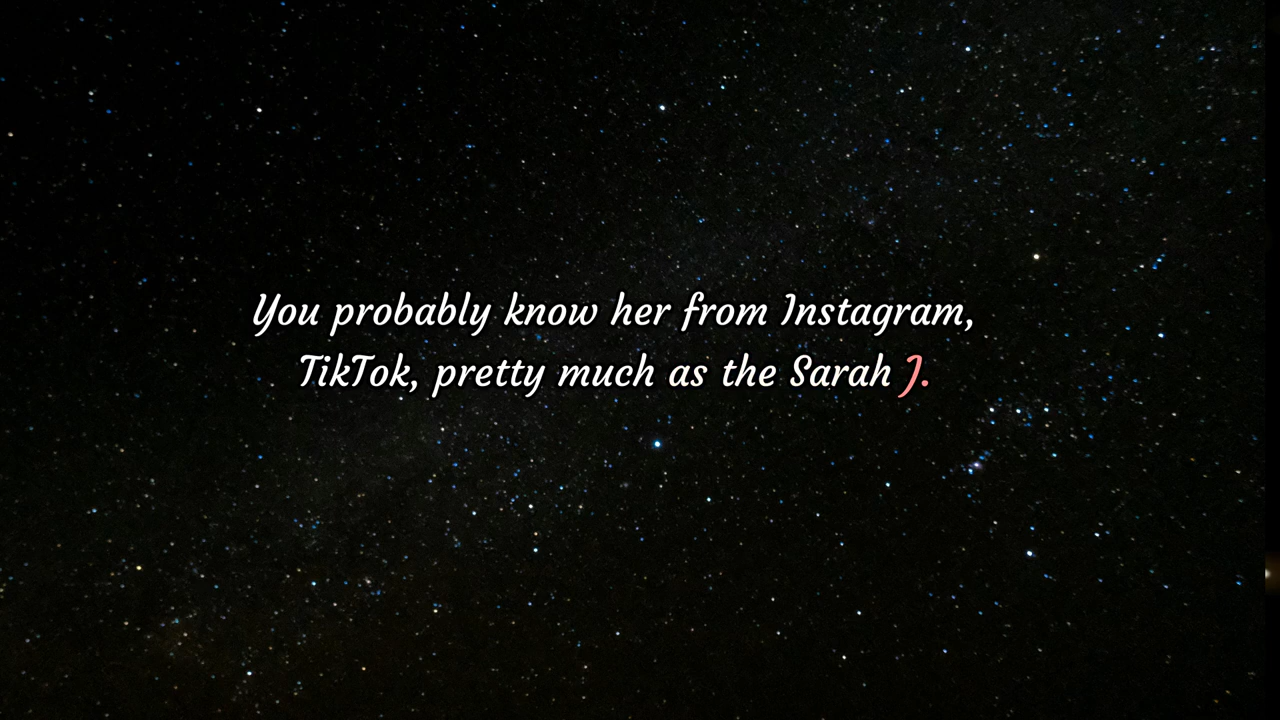 You probably know her from Instagram,
TikTok, pretty much as the Sarah J.